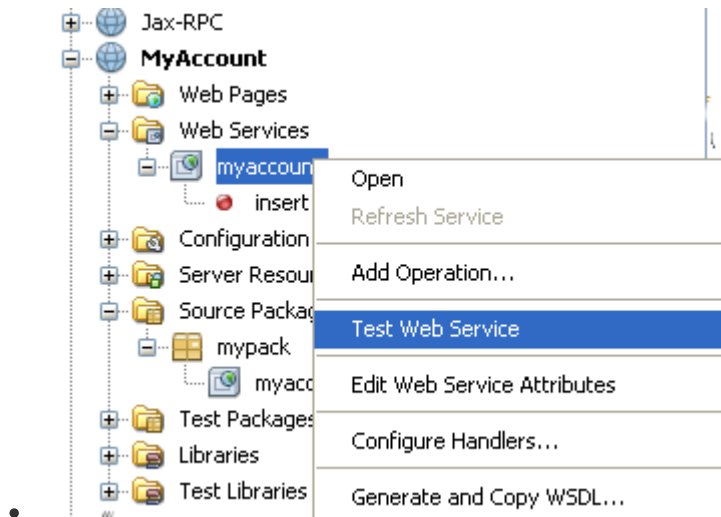 Jax-RPC
MyAccount
Web Pages
Web Services
myaccoun
insert
Configuration
Server Resou
Source Packag
mypack
myacc
Test Packages
Libraries
Test Libraries
Open
Refresh Service
Add Operation...
Test Web Service
Edit Web Service Attributes
Configure Handlers...
Generate and Copy WSDL...